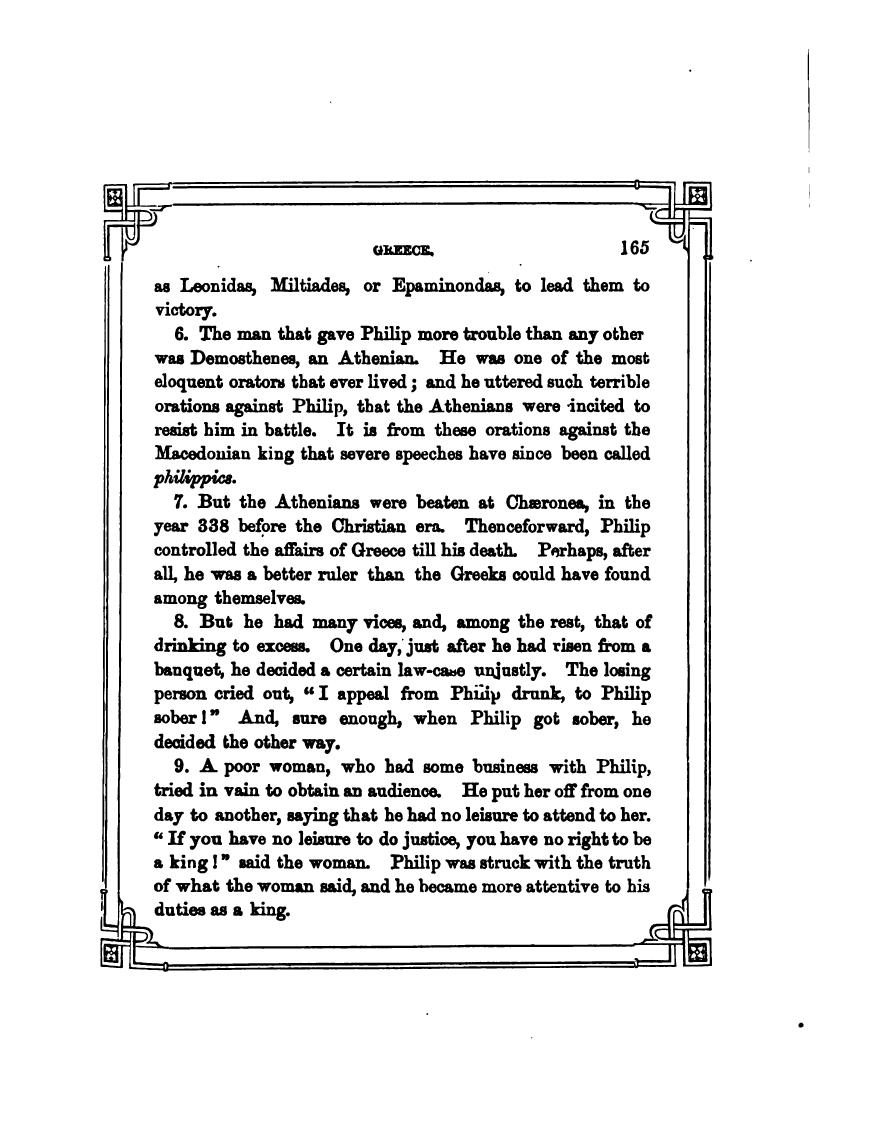 GREECE. 165
as Leonidas, Miltiades, or Epaminondas, to lead them to
victory.
6. The man that gave Philip more trouble than any other
was Demosthenes, an Athenian. He was one of the most
eloquent orators that ever lived; and he uttered such terrible
orations against Philip, that the Athenians were incited to
resist him in battle. It is from these orations against the
Macedonian king that severe speeches have since been called
philippics.
7. But the Athenians were beaten at Chæronea, in the
year 338 before the Christian era. Thenceforward, Philip
controlled the affairs of Greece till his death. Perhaps, after
all, he was a better ruler than the Greeks could have found
among themselves.
8. But he had many vices, and, among the rest, that of
drinking to excess. One day, just after he had risen from a
banquet, he decided a certain law-case unjustly. The losing
person cried out, “I appeal from Philip drunk, to Philip
sober!” And, sure enough, when Philip got sober, he
decided the other way.
9. A poor woman, who had some business with Philip,
tried in vain to obtain an audience. He put her off from one
day to another, saying that he had no leisure to attend to her.
“If you have no leisure to do justice, you have no right to be
a king!” said the woman. Philip was struck with the truth
of what the woman said, and he became more attentive to his
duties as a king.